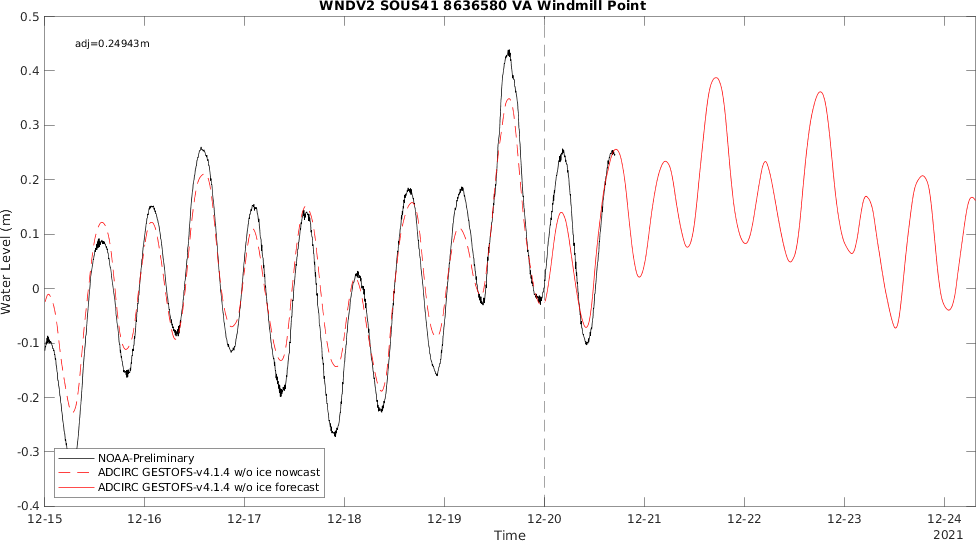 WNDV2 SOUS41 8636580 VA Windmill Point
adj=0.24943m
0.5
0.4
0.3
0.2
0.1
0
-0.1
-0.2
-0.3
-0.4
Water Level (m)
NOAA-Preliminary
ADCIRC GESTOFS-v4.1.4 w/o ice nowcast
ADCIRC GESTOFS-v4.1.4 w/o ice forecast
12-15 12-16 12-17 12-18 12-19 12-20 12-21 12-22 12-23 12-24
Time
2021